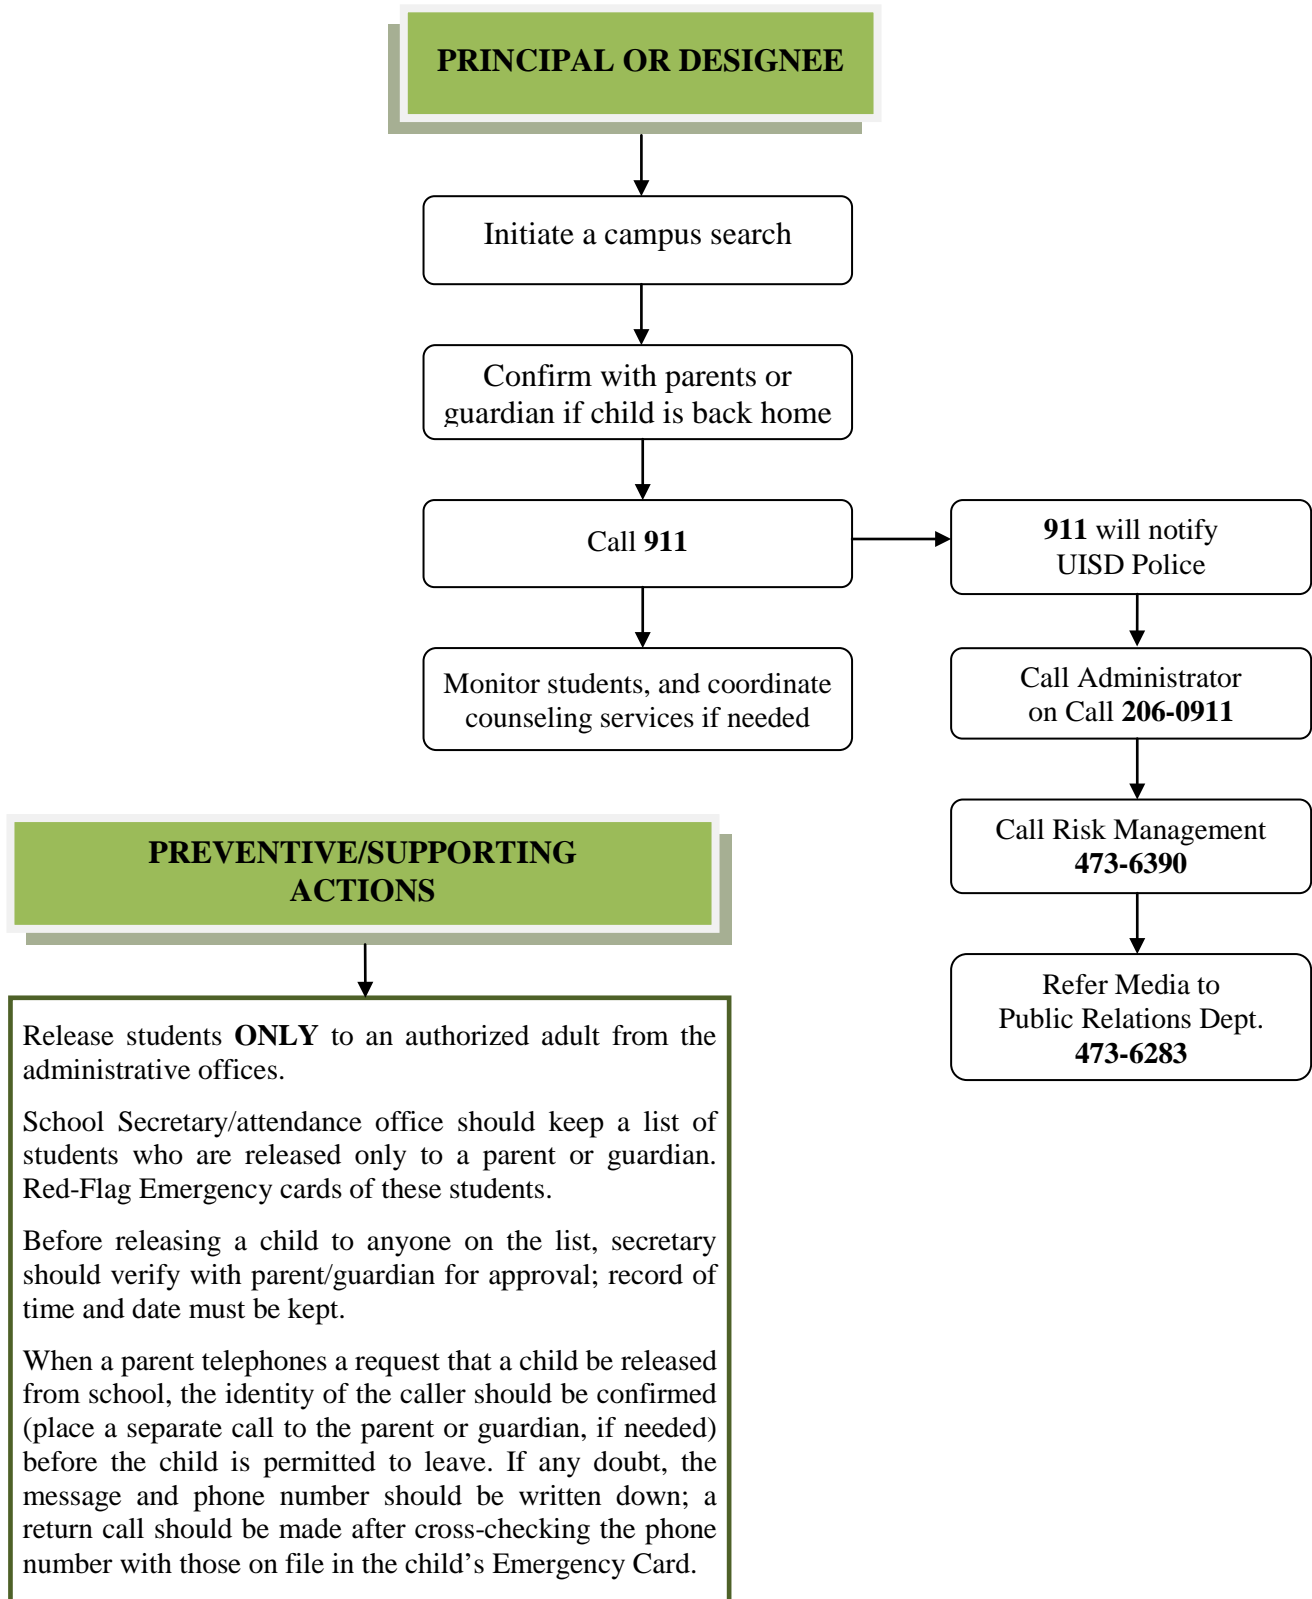 PRINCIPAL OR DESIGNEE
Initiate a campus search
Confirm with parents or
guardian if child is back home
Call 911
911 will notify
UISD Police
Monitor students, and coordinate
counseling services if needed
Call Administrator
on Call 206-0911
Call Risk Management
473-6390
Refer Media to
Public Relations Dept.
473-6283
PREVENTIVE/SUPPORTING
ACTIONS
Release students ONLY to an authorized adult from the
administrative offices.
School Secretary/attendance office should keep a list of
students who are released only to a parent or guardian.
Red-Flag Emergency cards of these students.
Before releasing a child to anyone on the list, secretary
should verify with parent/guardian for approval; record of
time and date must be kept.
When a parent telephones a request that a child be released
from school, the identity of the caller should be confirmed
(place a separate call to the parent or guardian, if needed)
before the child is permitted to leave. If any doubt, the
message and phone number should be written down; a
return call should be made after cross-checking the phone
number with those on file in the child’s Emergency Card.